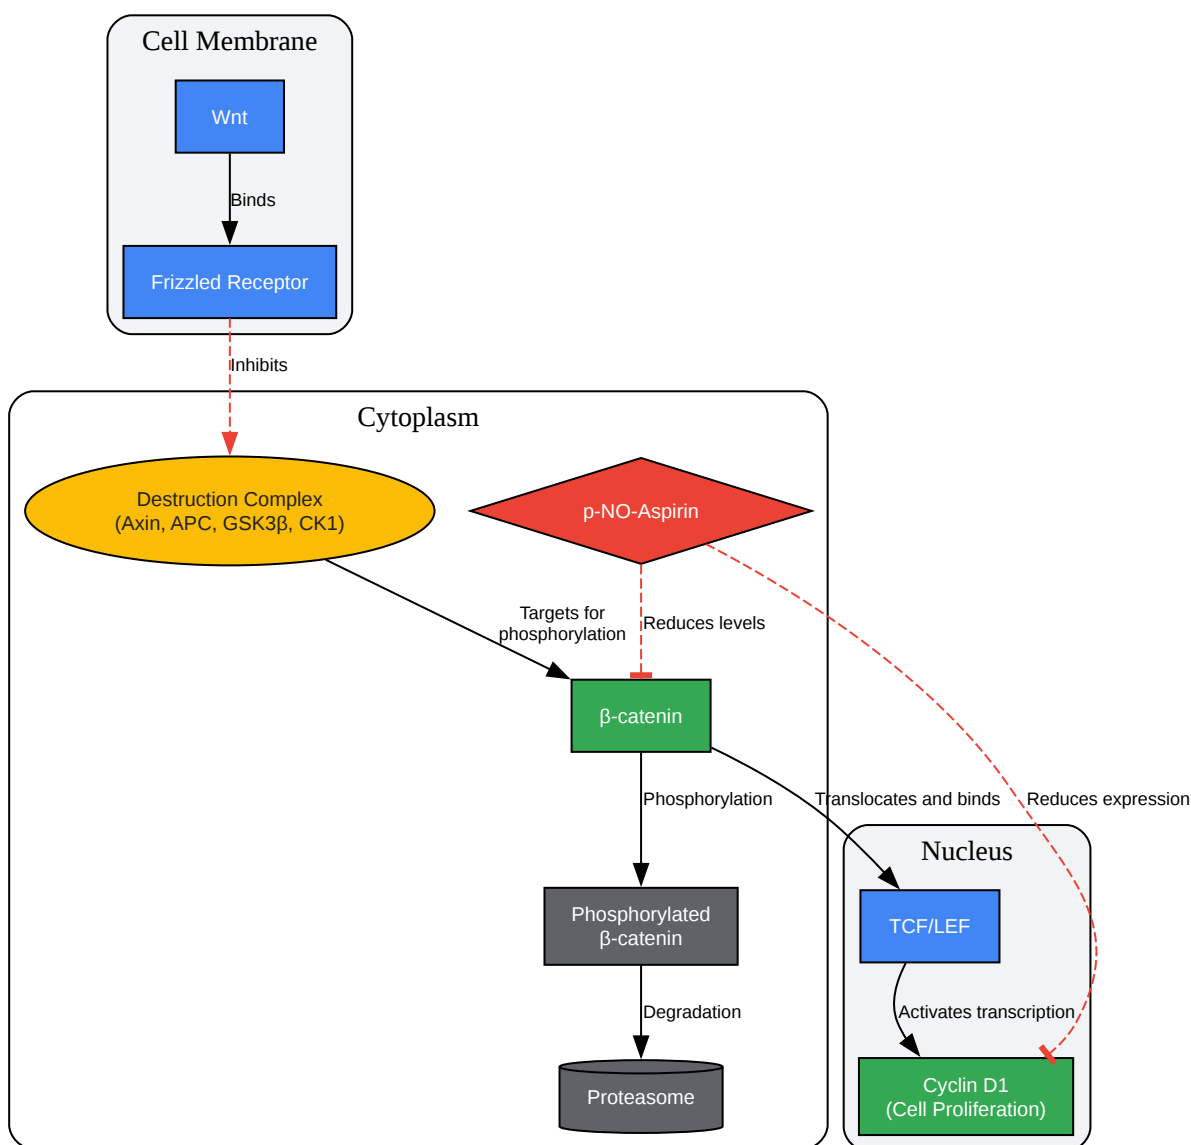 Cell Membrane
Wnt
Binds
Frizzled Receptor
Inhibits
Cytoplasm
Destruction Complex
(Axin, APC, GSK3β, CK1)
p-NO-Aspirin
Targets for
phosphorylation
Reduces levels
β-catenin
Phosphorylation
Translocates and binds
Reduces expression
Nucleus
Phosphorylated
β-catenin
TCF/LEF
Degradation
Activates transcription
Proteasome
Cyclin D1
(Cell Proliferation)